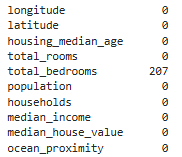 longitude 0
latitude 0
housing_median_age 0
total_rooms 0
total_bedrooms 207
population 0
households 0
median_income 0
median_house_value 0
ocean_proximity 0